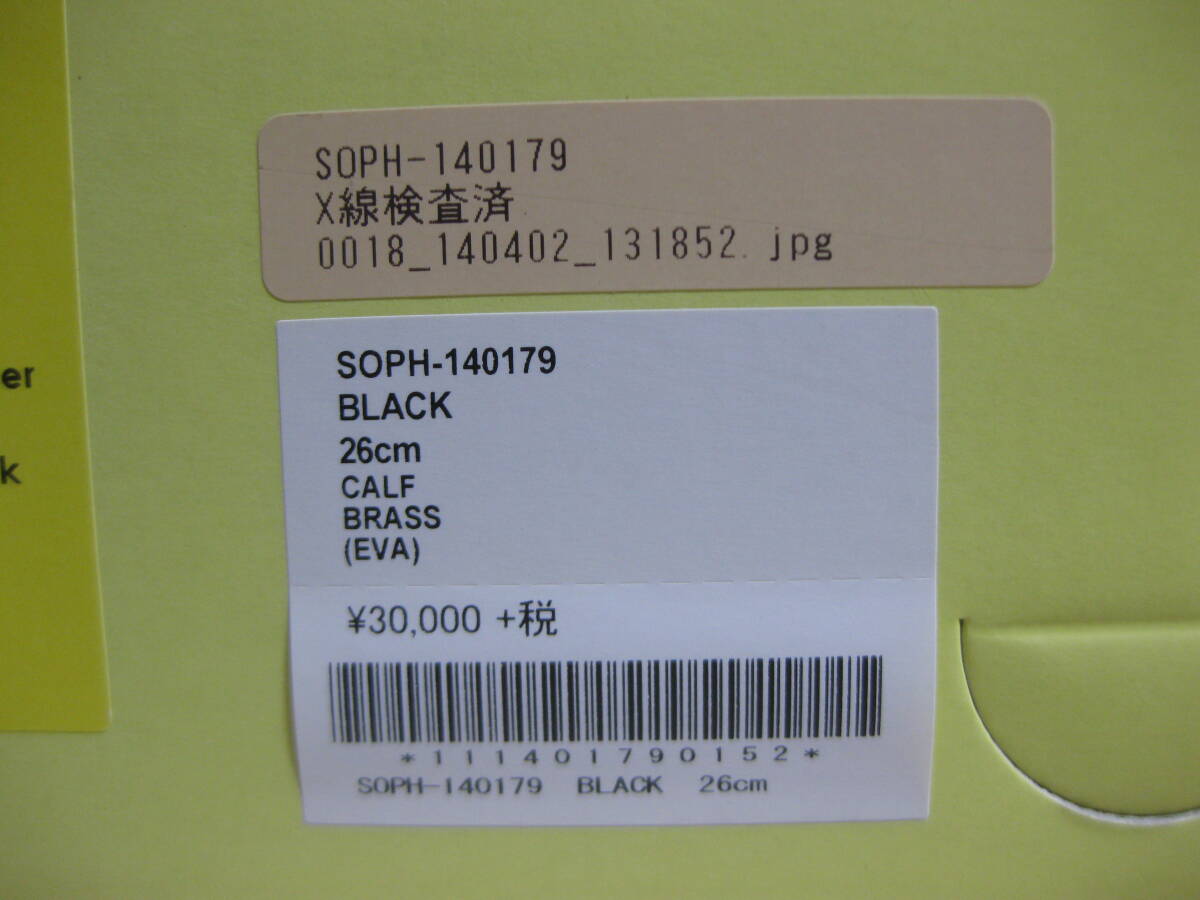 SOPH-140179
X線検査済
0018_140402_131852.jpg
er
k
SOPH-140179
BLACK
26cm
CALF
BRASS
(EVA)
¥30,000 +税
*111401790152*
SOPH-140179 BLACK 26cm